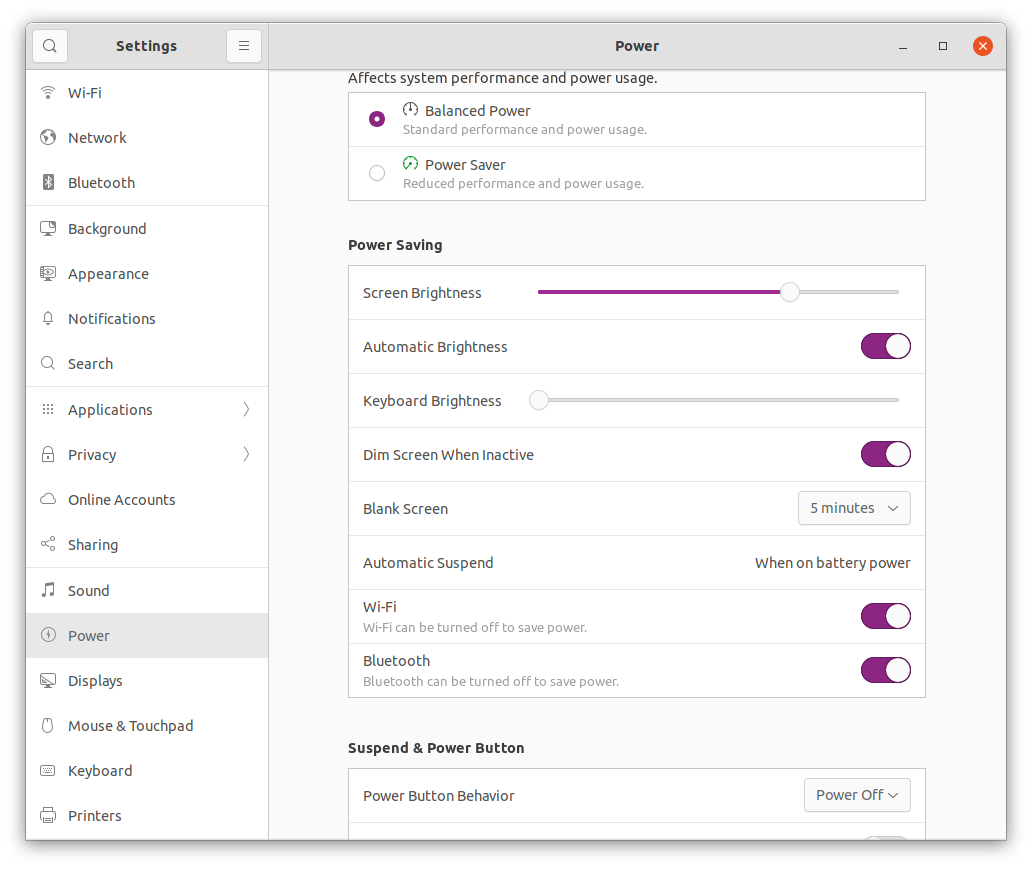 Settings
Power
Wi-Fi
Network
Bluetooth
Background
Appearance
Notifications
Search
Applications
Privacy
Online Accounts
Sharing
Sound
Power
Displays
Mouse & Touchpad
Keyboard
Printers
Affects system performance and power usage.
Balanced Power
Standard performance and power usage.
Power Saver
Reduced performance and power usage.
Power Saving
Screen Brightness
Automatic Brightness
Keyboard Brightness
Dim Screen When Inactive
Blank Screen
5 minutes
Automatic Suspend
When on battery power
Wi-Fi
Wi-Fi can be turned off to save power.
Bluetooth
Bluetooth can be turned off to save power.
Suspend & Power Button
Power Button Behavior
Power Off